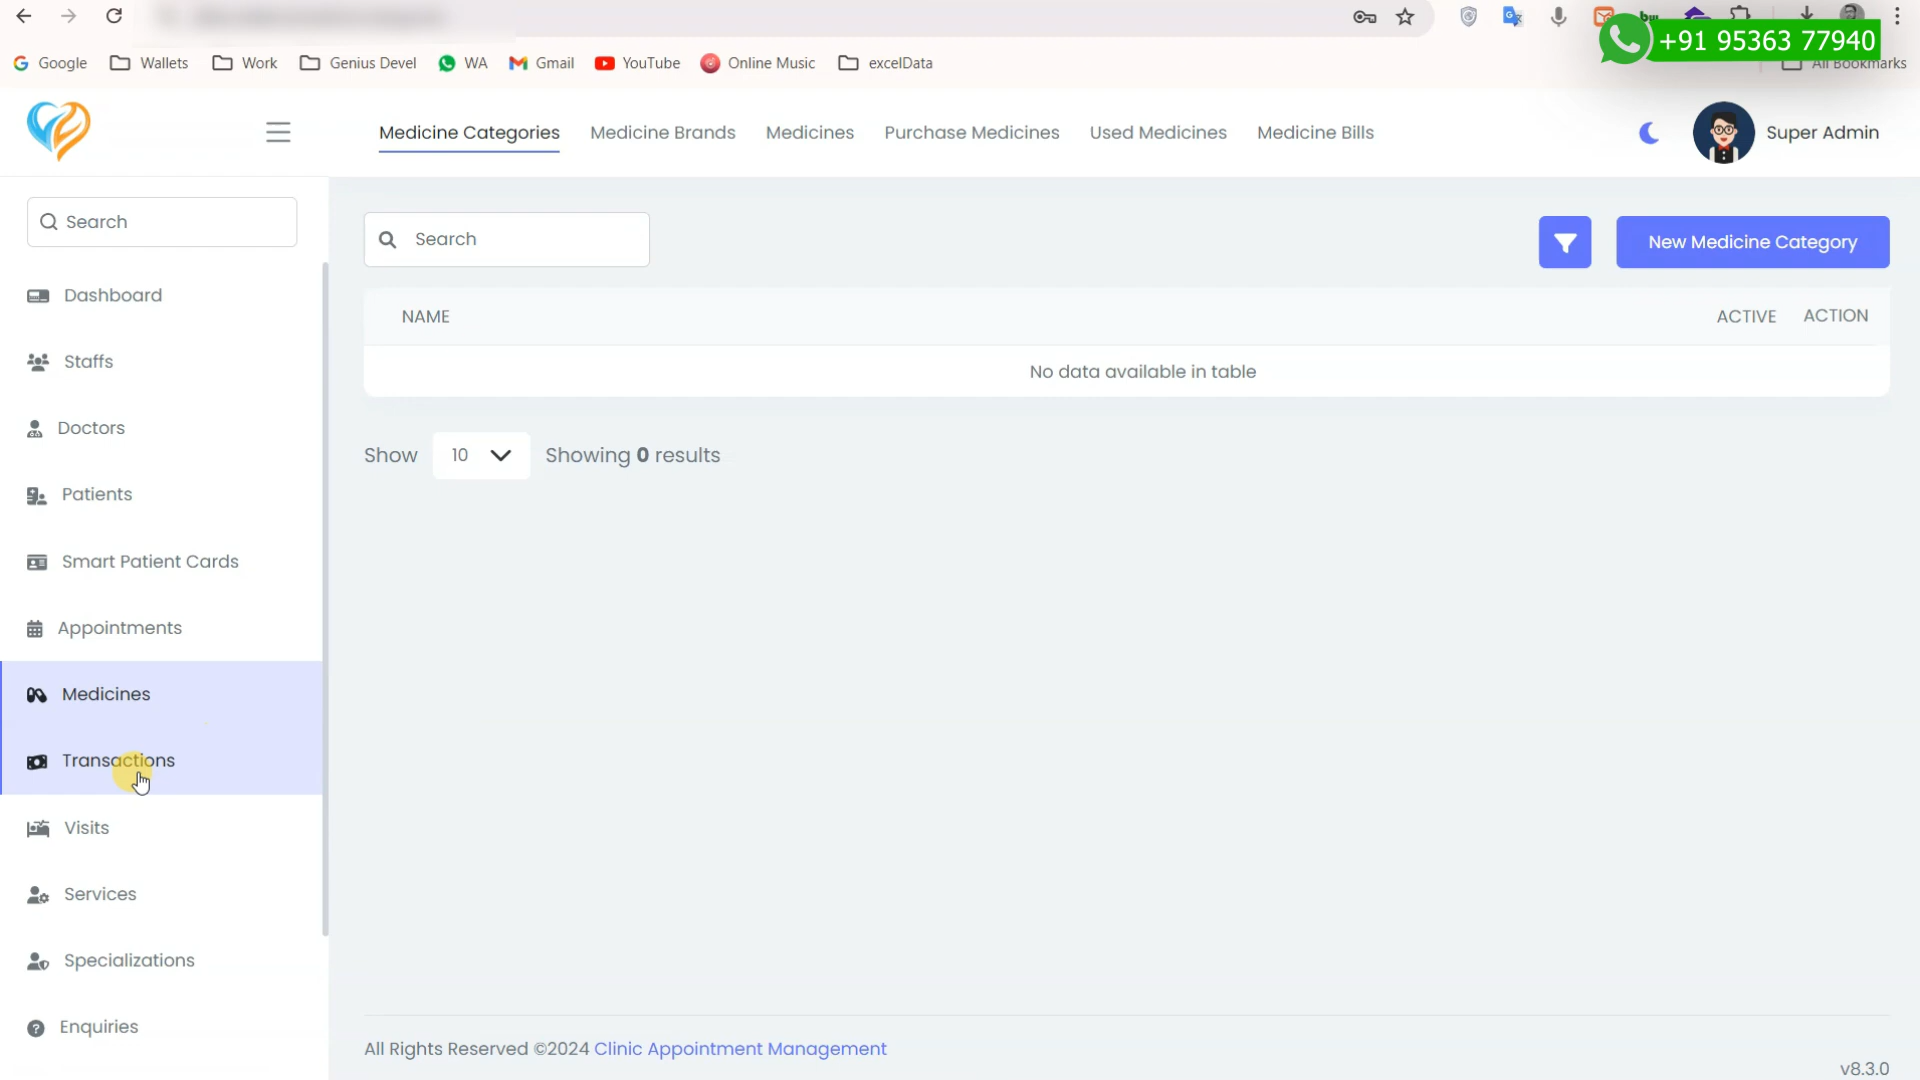 +91 95363 77940
Google Wallets Work Genius Devel WA Gmail YouTube Online Music excelData All Bookmarks
Medicine Categories Medicine Brands Medicines Purchase Medicines Used Medicines Medicine Bills Super Admin
Search
Dashboard
Staffs
Doctors
Patients
Smart Patient Cards
Appointments
Medicines
Transactions
Visits
Services
Specializations
Enquiries
Search New Medicine Category
NAME ACTIVE ACTION
No data available in table
Show 10 Showing 0 results
All Rights Reserved ©2024 Clinic Appointment Management
v8.3.0